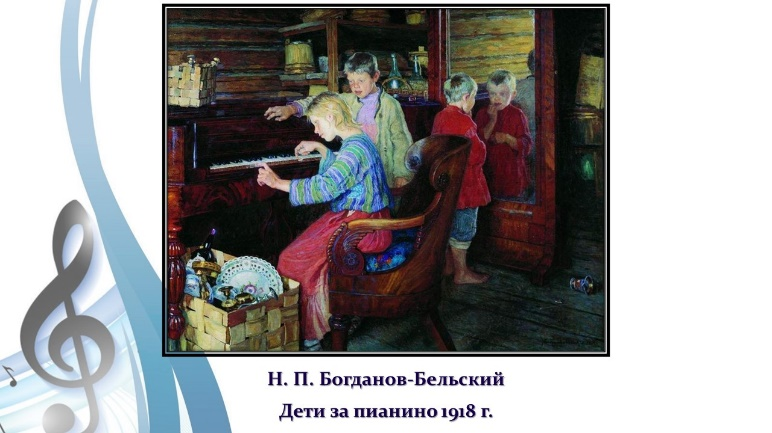 Н. П. Богданов-Бельский
Дети за пианино 1918 г.